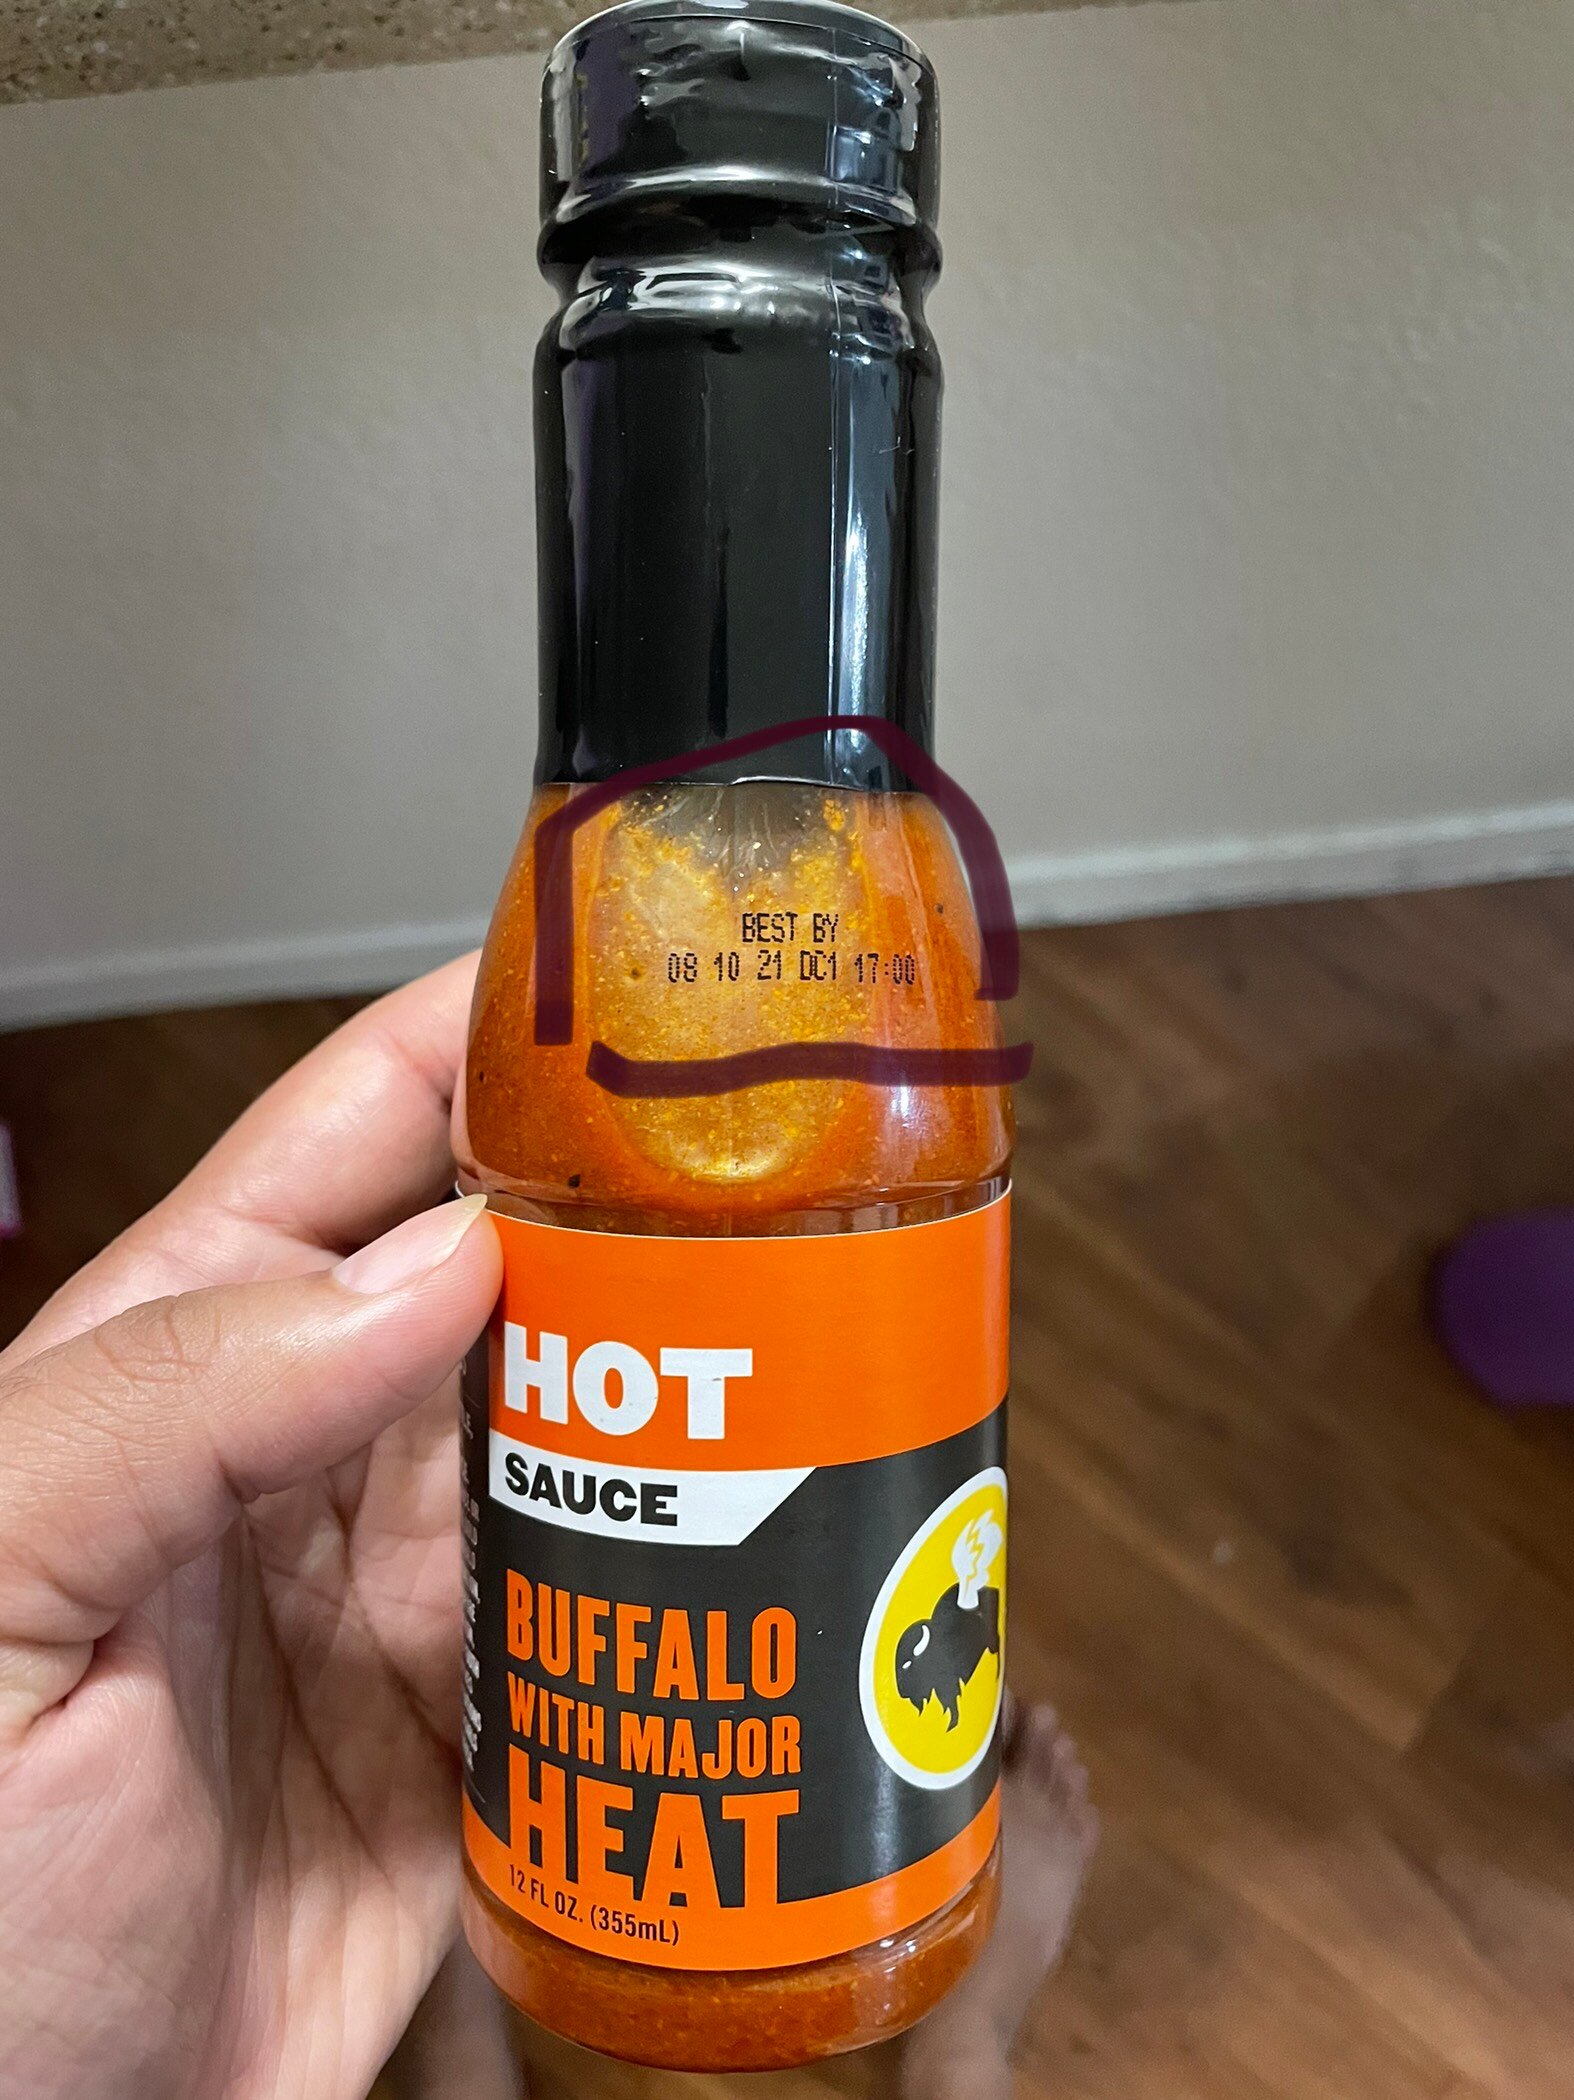 BEST BY
08 10 21 DC1 17:00
HOT
SAUCE
BUFFALO
WITH MAJOR
HEAT
12 FL OZ. (355mL)